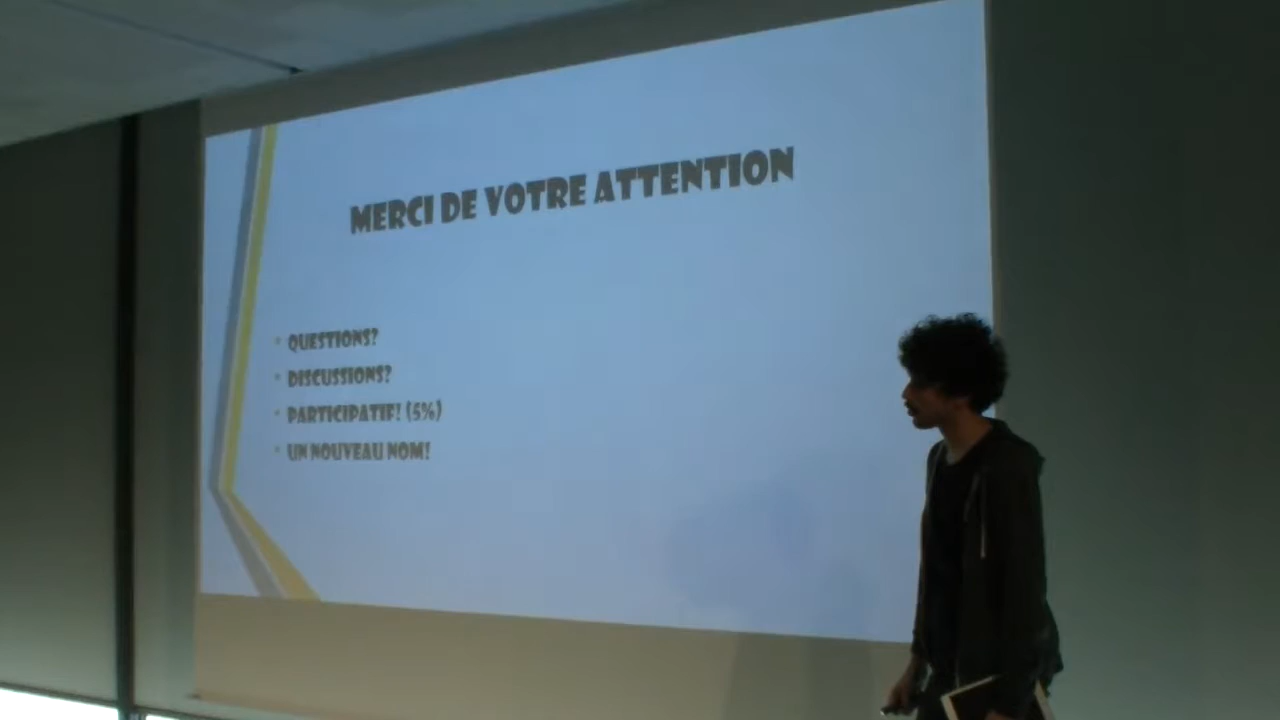 MERCI DE VOTRE ATTENTION
• QUESTIONS?
• DISCUSSIONS?
• PARTICIPATIF! (5%)
• UN NOUVEAU NOM!